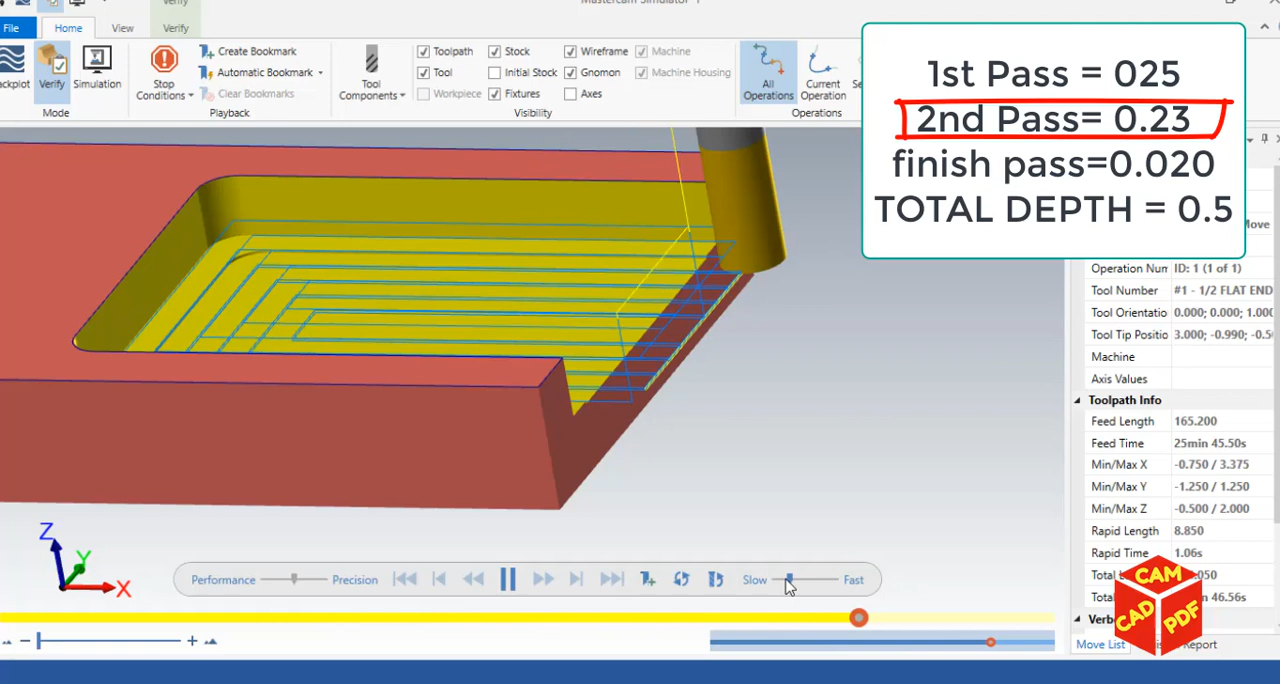 Verify
File
Home
View
Verify
Backplot
Verify
Simulation
Mode
Stop
Conditions
Create Bookmark
Automatic Bookmark
Clear Bookmarks
Playback
Tool
Components
Toolpath
Stock
Wireframe
Machine
Tool
Initial Stock
Gnomon
Machine Housing
Workpiece
Fixtures
Axes
Visibility
All
Operations
Current
Operation
Operations
1st Pass = 025
2nd Pass= 0.23
finish pass=0.020
TOTAL DEPTH = 0.5
Move
Operation Num ID: 1 (1 of 1)
Tool Number #1 - 1/2 FLAT END
Tool Orientatio 0.000; 0.000; 1.000
Tool Tip Positio 3.000; -0.990; -0.5
Machine
Axis Values
Toolpath Info
Feed Length 165.200
Feed Time 25min 45.50s
Min/Max X -0.750 / 3.375
Min/Max Y -1.250 / 1.250
Min/Max Z -0.500 / 2.000
Rapid Length 8.850
Rapid Time 1.06s
Total
Total 46.56s
Move List Report
CAM
CAD
PDF
Z
Y
X
Performance Precision Slow Fast